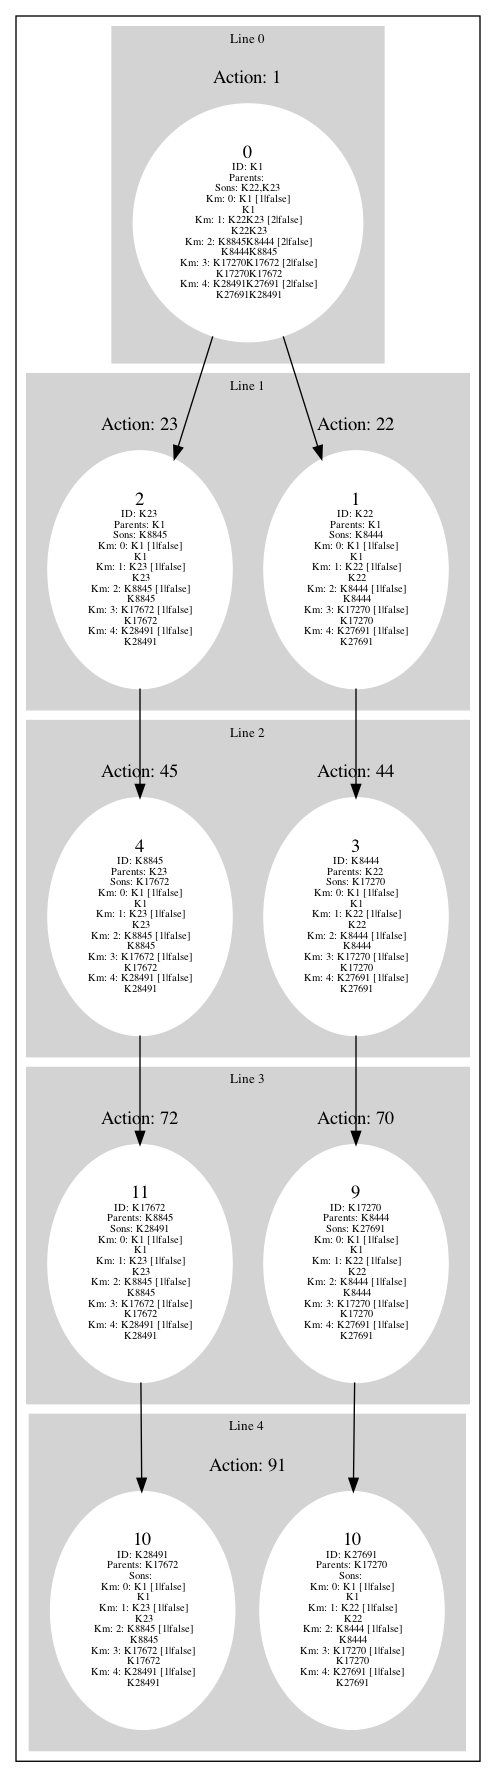 Line 0
Action: 1
0
ID: K1
Parents:
Sons: K22,K23
Km: 0: K1 [1|false]
K1
Km: 1: K22K23 [2|false]
K22K23
Km: 2: K8845K8444 [2|false]
K8444K8845
Km: 3: K17270K17672 [2|false]
K17270K17672
Km: 4: K28491K27691 [2|false]
K27691K28491
Line 1
Action: 23
2
ID: K23
Parents: K1
Sons: K8845
Km: 0: K1 [1|false]
K1
Km: 1: K23 [1|false]
K23
Km: 2: K8845 [1|false]
K8845
Km: 3: K17672 [1|false]
K17672
Km: 4: K28491 [1|false]
K28491
Action: 22
1
ID: K22
Parents: K1
Sons: K8444
Km: 0: K1 [1|false]
K1
Km: 1: K22 [1|false]
K22
Km: 2: K8444 [1|false]
K8444
Km: 3: K17270 [1|false]
K17270
Km: 4: K27691 [1|false]
K27691
Line 2
Action: 45
4
ID: K8845
Parents: K23
Sons: K17672
Km: 0: K1 [1|false]
K1
Km: 1: K23 [1|false]
K23
Km: 2: K8845 [1|false]
K8845
Km: 3: K17672 [1|false]
K17672
Km: 4: K28491 [1|false]
K28491
Action: 44
3
ID: K8444
Parents: K22
Sons: K17270
Km: 0: K1 [1|false]
K1
Km: 1: K22 [1|false]
K22
Km: 2: K8444 [1|false]
K8444
Km: 3: K17270 [1|false]
K17270
Km: 4: K27691 [1|false]
K27691
Line 3
Action: 72
11
ID: K17672
Parents: K8845
Sons: K28491
Km: 0: K1 [1|false]
K1
Km: 1: K23 [1|false]
K23
Km: 2: K8845 [1|false]
K8845
Km: 3: K17672 [1|false]
K17672
Km: 4: K28491 [1|false]
K28491
Action: 70
9
ID: K17270
Parents: K8444
Sons: K27691
Km: 0: K1 [1|false]
K1
Km: 1: K22 [1|false]
K22
Km: 2: K8444 [1|false]
K8444
Km: 3: K17270 [1|false]
K17270
Km: 4: K27691 [1|false]
K27691
Line 4
Action: 91
10
ID: K28491
Parents: K17672
Sons:
Km: 0: K1 [1|false]
K1
Km: 1: K23 [1|false]
K23
Km: 2: K8845 [1|false]
K8845
Km: 3: K17672 [1|false]
K17672
Km: 4: K28491 [1|false]
K28491
10
ID: K27691
Parents: K17270
Sons:
Km: 0: K1 [1|false]
K1
Km: 1: K22 [1|false]
K22
Km: 2: K8444 [1|false]
K8444
Km: 3: K17270 [1|false]
K17270
Km: 4: K27691 [1|false]
K27691